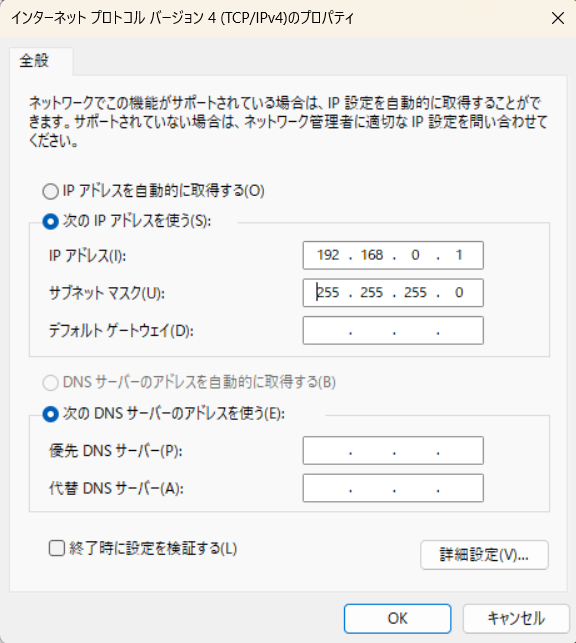 インターネット プロトコル バージョン 4 (TCP/IPv4)のプロパティ
全般
ネットワークでこの機能がサポートされている場合は、IP 設定を自動的に取得することがで
きます。サポートされていない場合は、ネットワーク管理者に適切な IP 設定を問い合わせて
ください。
IP アドレスを自動的に取得する(O)
次の IP アドレスを使う(S):
IP アドレス(I): 192 . 168 . 0 . 1
サブネット マスク(U): 255 . 255 . 255 . 0
デフォルト ゲートウェイ(D): . . .
DNS サーバーのアドレスを自動的に取得する(B)
次の DNS サーバーのアドレスを使う(E):
優先 DNS サーバー(P): . . .
代替 DNS サーバー(A): . . .
終了時に設定を検証する(L)
詳細設定(V)...
OK キャンセル